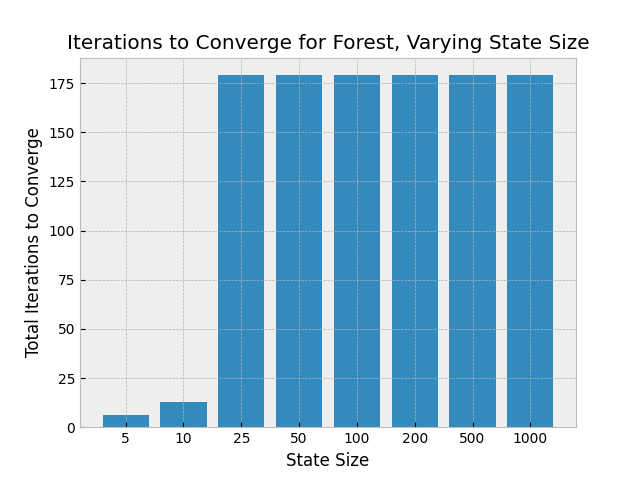 Iterations to Converge for Forest, Varying State Size
Total Iterations to Converge
175
150
125
100
75
50
25
0
5 10 25 50 100 200 500 1000
State Size